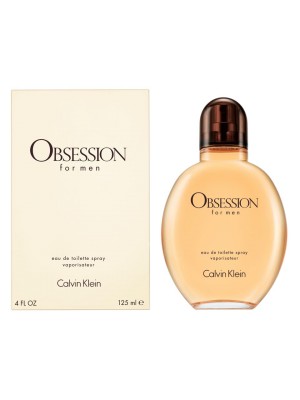 OBSESSION
for men
eau de toilette spray
vaporisateur
Calvin Klein
4 FL OZ
125 ml ℮
OBSESSION
for men
eau de toilette spray
vaporisateur
Calvin Klein